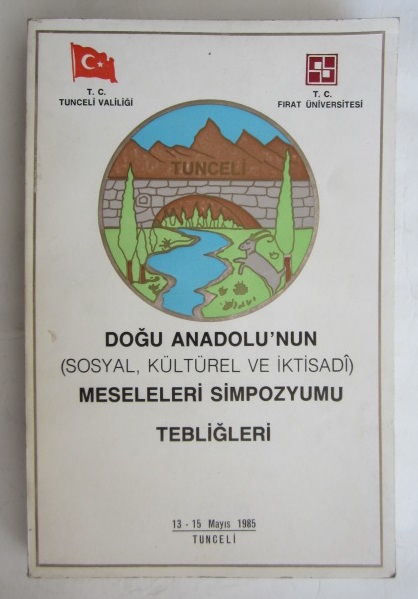 T. C.
TUNCELİ VALİLİĞİ
T. C.
FIRAT ÜNİVERSİTESİ
TUNCELİ
DOĞU ANADOLU'NUN
(SOSYAL, KÜLTÜREL VE İKTİSADÎ)
MESELELERİ SİMPOZYUMU
TEBLİĞLERİ
13 - 15 Mayıs 1985
TUNCELİ